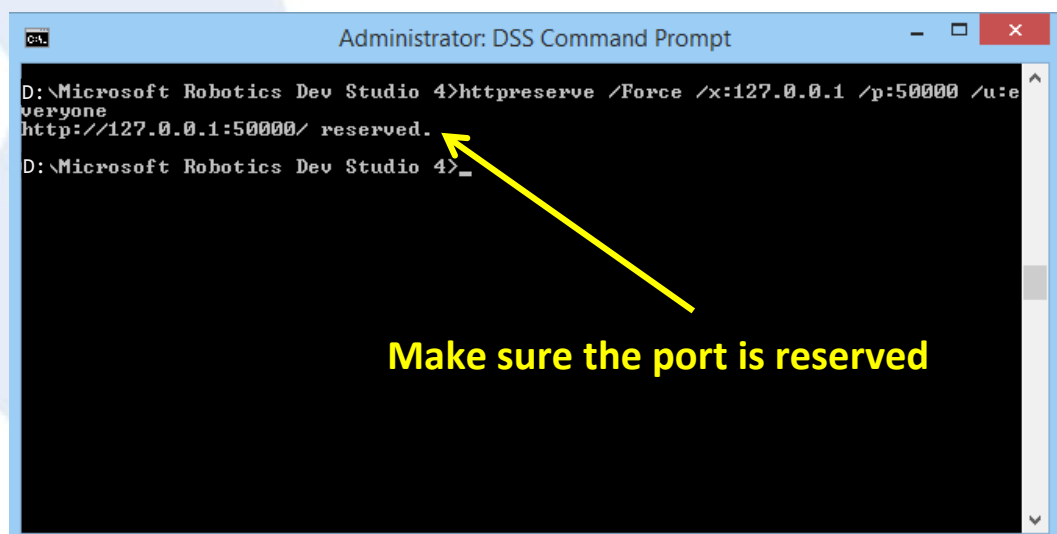 Administrator: DSS Command Prompt
D:\Microsoft Robotics Dev Studio 4>httpreserve /Force /x:127.0.0.1 /p:50000 /u:e
veryone
http://127.0.0.1:50000/ reserved.
D:\Microsoft Robotics Dev Studio 4>_
Make sure the port is reserved